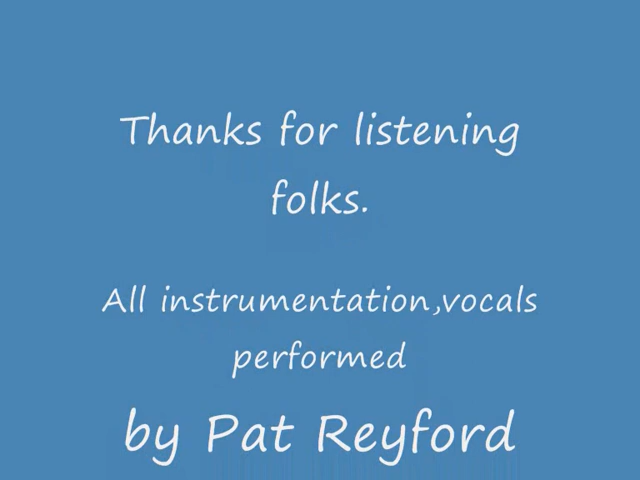 Thanks for listening
folks.
All instrumentation,vocals
performed
by Pat Reyford